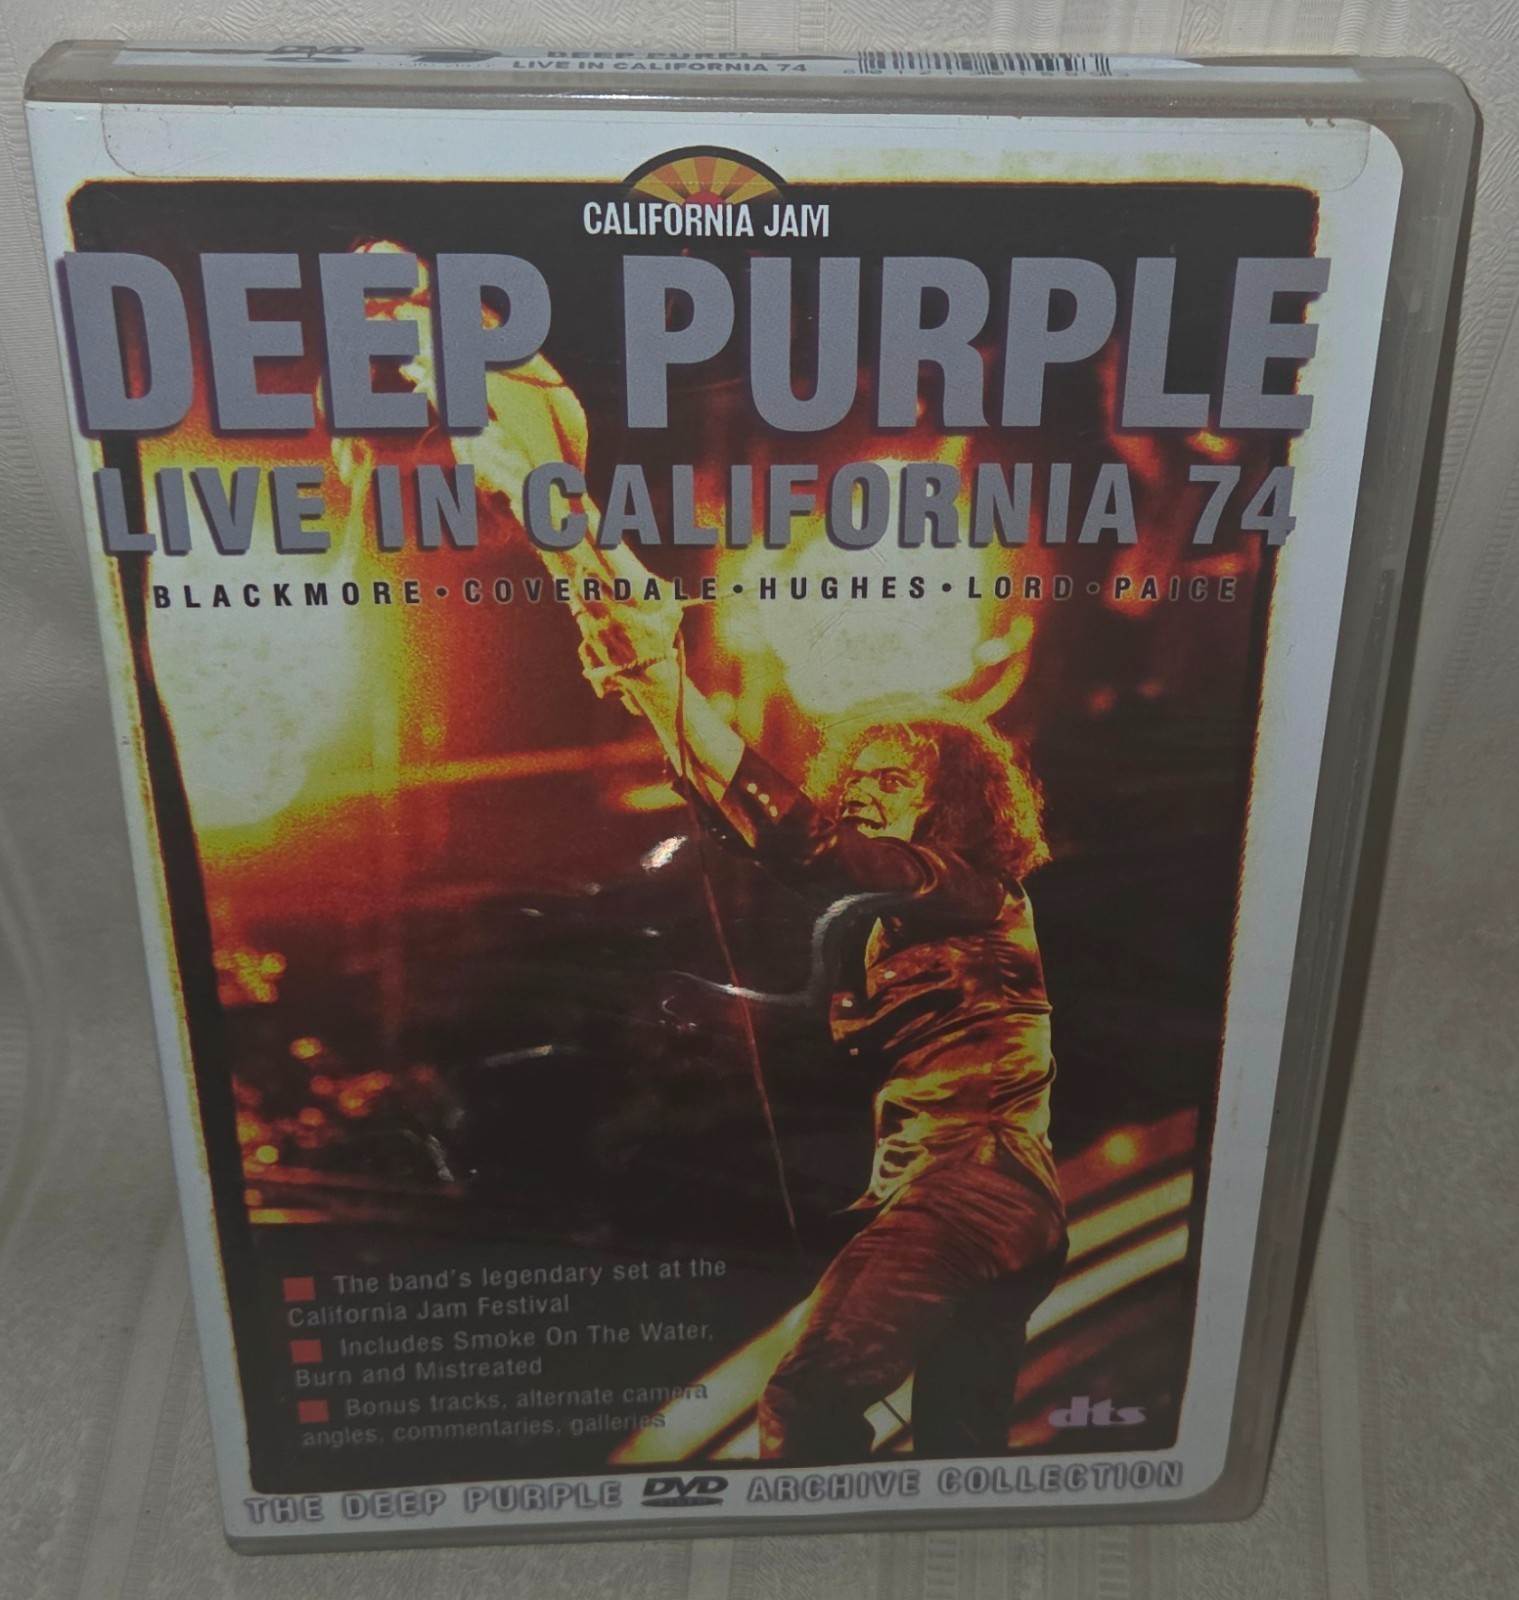 DVD
DEEP PURPLE
LIVE IN CALIFORNIA 74
CALIFORNIA JAM
DEEP PURPLE
LIVE IN CALIFORNIA 74
BLACKMORE • COVERDALE • HUGHES • LORD • PAICE
The band's legendary set at the
California Jam Festival
Includes Smoke On The Water,
Burn and Mistreated
Bonus tracks, alternate camera
angles, commentaries, galleries
dts
THE DEEP PURPLE DVD ARCHIVE COLLECTION